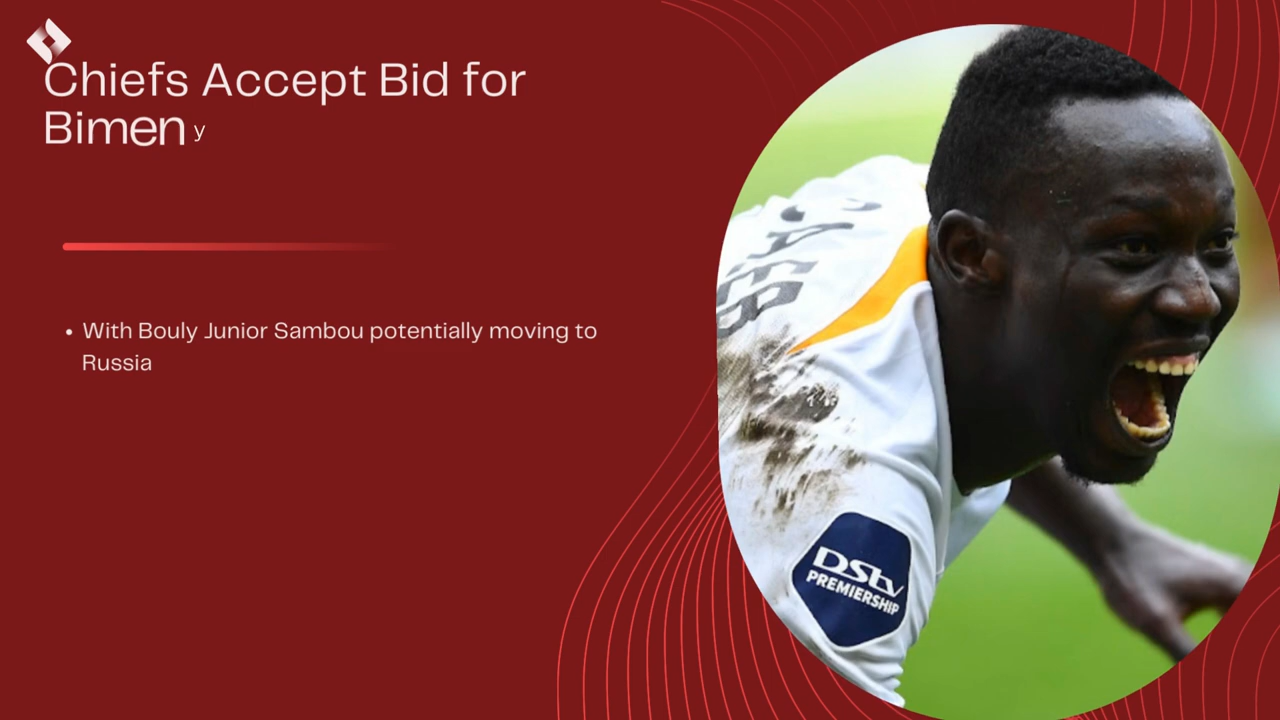 Chiefs Accept Bid for
Bimen y
• With Bouly Junior Sambou potentially moving to
Russia
DStv
PREMIERSHIP